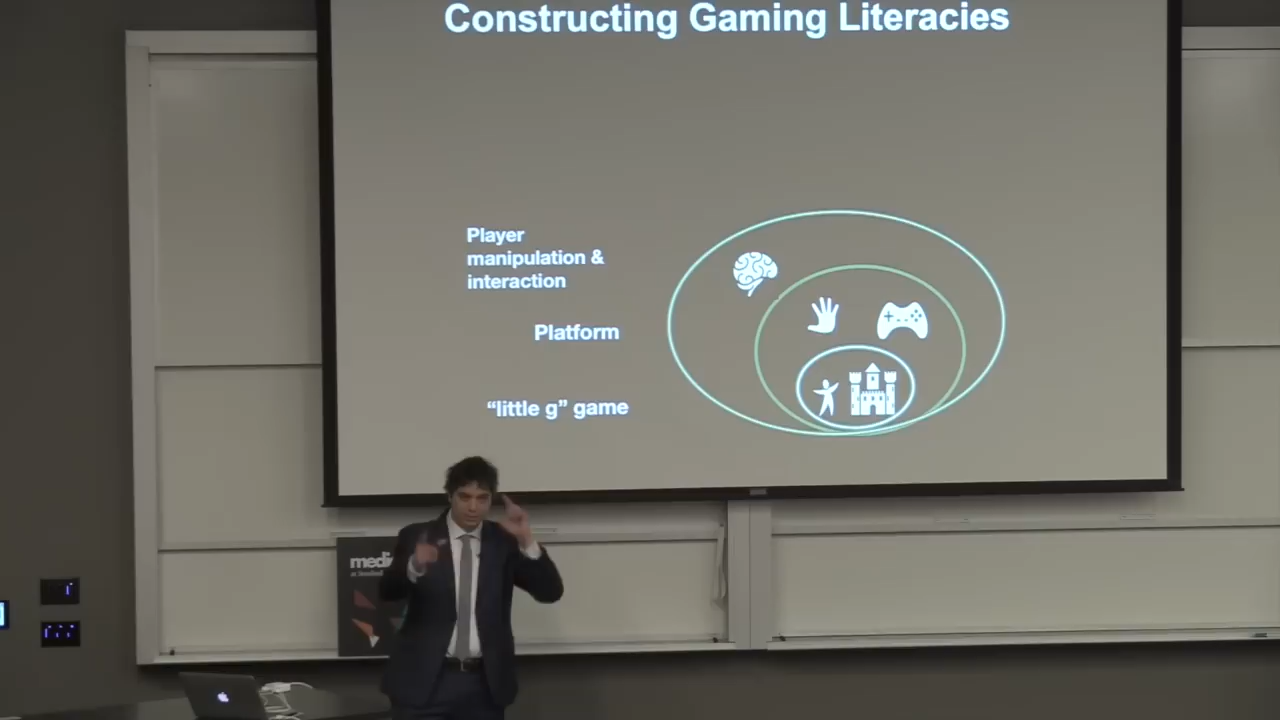 Constructing Gaming Literacies
Player
manipulation &
interaction
Platform
“little g” game